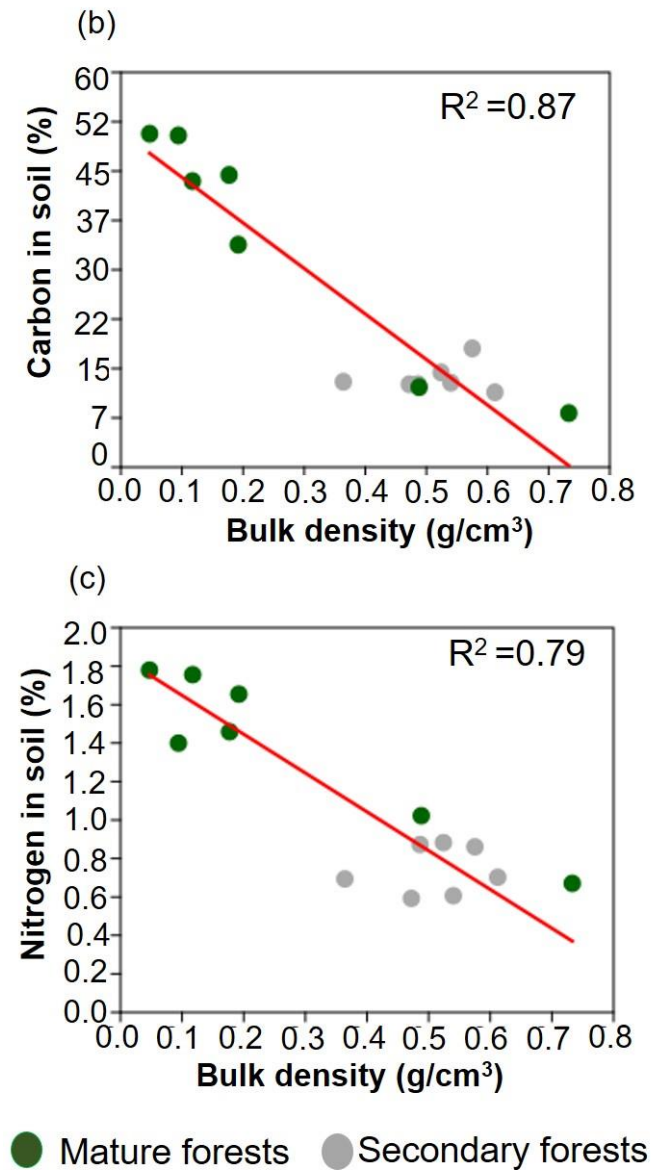 (b)
R² =0.87
Carbon in soil (%)
60
52
45
37
30
22
15
7
0
0.0 0.1 0.2 0.3 0.4 0.5 0.6 0.7 0.8
Bulk density (g/cm³)
(c)
R² =0.79
Nitrogen in soil (%)
2.0
1.8
1.6
1.4
1.2
1.0
0.8
0.6
0.4
0.2
0.0
0.0 0.1 0.2 0.3 0.4 0.5 0.6 0.7 0.8
Bulk density (g/cm³)
Mature forests Secondary forests